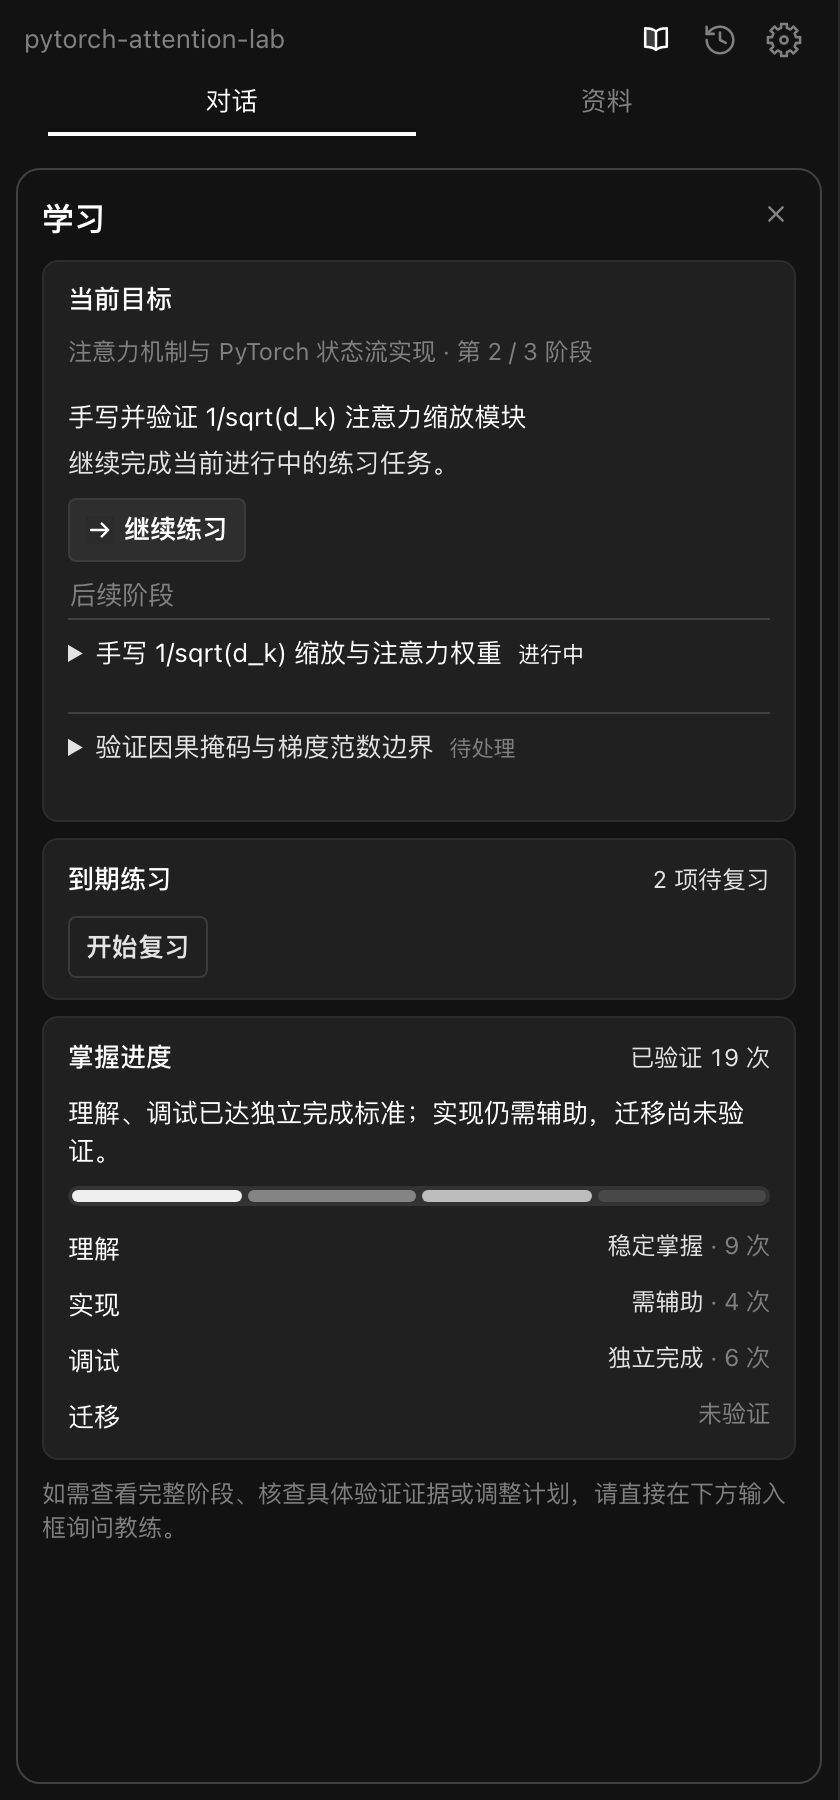 pytorch-attention-lab
对话
资料
学习
当前目标
注意力机制与 PyTorch 状态流实现 · 第 2 / 3 阶段
手写并验证 1/sqrt(d_k) 注意力缩放模块
继续完成当前进行中的练习任务。
→ 继续练习
后续阶段
▶ 手写 1/sqrt(d_k) 缩放与注意力权重 进行中
▶ 验证因果掩码与梯度范数边界 待处理
到期练习 2 项待复习
开始复习
掌握进度 已验证 19 次
理解、调试已达独立完成标准；实现仍需辅助，迁移尚未验
证。
理解 稳定掌握 · 9 次
实现 需辅助 · 4 次
调试 独立完成 · 6 次
迁移 未验证
如需查看完整阶段、核查具体验证证据或调整计划，请直接在下方输入
框询问教练。